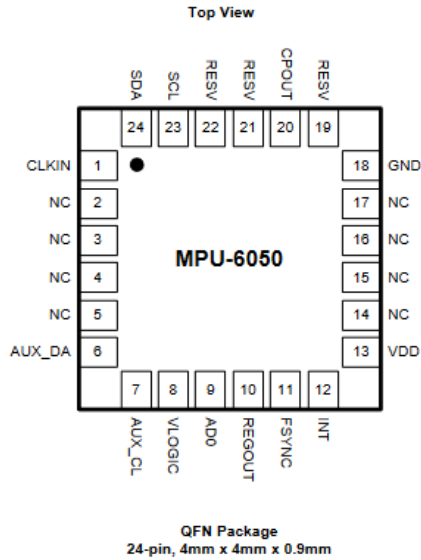 Top View
SDA SCL RESV RESV CPOUT RESV
24 23 22 21 20 19
CLKIN 1 18 GND
NC 2 17 NC
NC 3 16 NC
MPU-6050
NC 4 15 NC
NC 5 14 NC
AUX_DA 6 13 VDD
7 8 9 10 11 12
AUX_CL VLOGIC AD0 REGOUT FSYNC INT
QFN Package
24-pin, 4mm x 4mm x 0.9mm